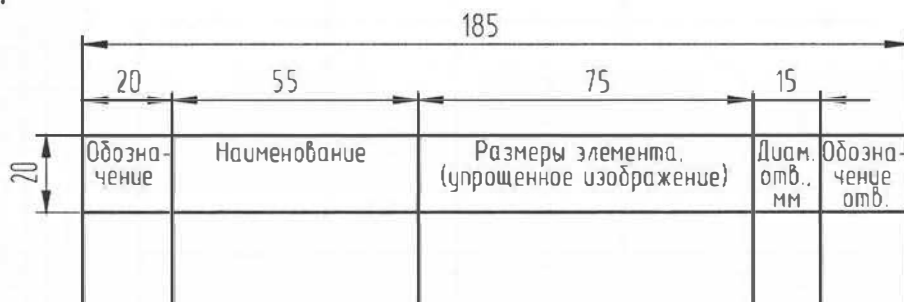 185
20 55 75 15
20
Обозна-
чение
Наименование
Размеры элемента,
(упрощенное изображение)
Диам.
отв.,
мм
Обозна-
чение
отв.